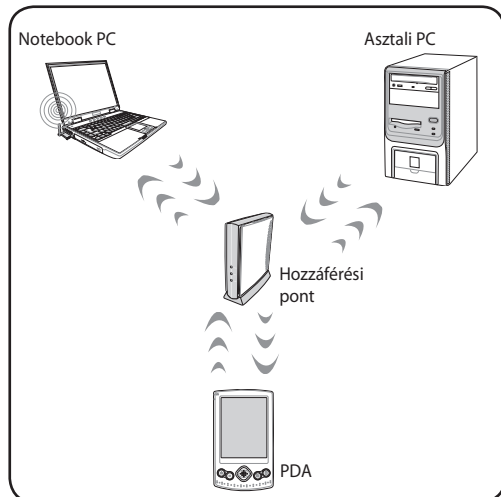 Notebook PC
Asztali PC
Hozzáférési
pont
PDA